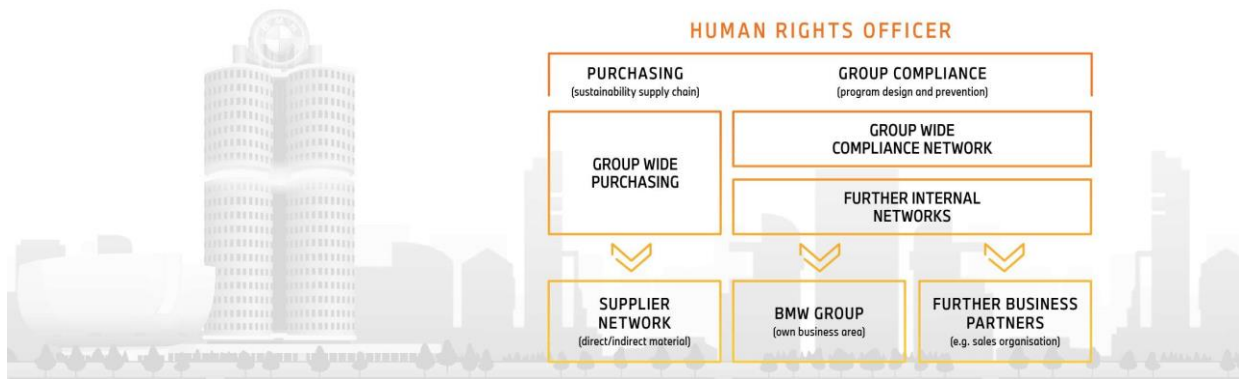 HUMAN RIGHTS OFFICER
PURCHASING
(sustainability supply chain)
GROUP COMPLIANCE
(program design and prevention)
GROUP WIDE
PURCHASING
GROUP WIDE
COMPLIANCE NETWORK
FURTHER INTERNAL
NETWORKS
SUPPLIER
NETWORK
(direct/indirect material)
BMW GROUP
(own business area)
FURTHER BUSINESS
PARTNERS
(e.g. sales organisation)